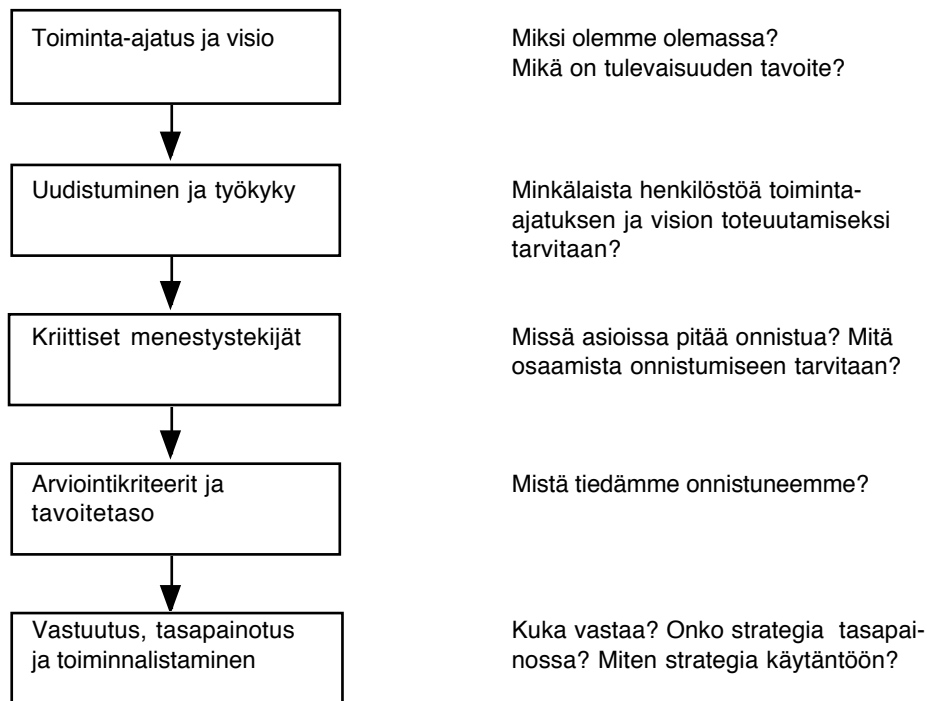 Toiminta-ajatus ja visio
Miksi olemme olemassa?
Mikä on tulevaisuuden tavoite?
Uudistuminen ja työkyky
Minkälaista henkilöstöä toiminta-
ajatuksen ja vision toteuutamiseksi
tarvitaan?
Kriittiset menestystekijät
Missä asioissa pitää onnistua? Mitä
osaamista onnistumiseen tarvitaan?
Arviointikriteerit ja
tavoitetaso
Mistä tiedämme onnistuneemme?
Vastuutus, tasapainotus
ja toiminnalistaminen
Kuka vastaa? Onko strategia tasapai-
nossa? Miten strategia käytäntöön?